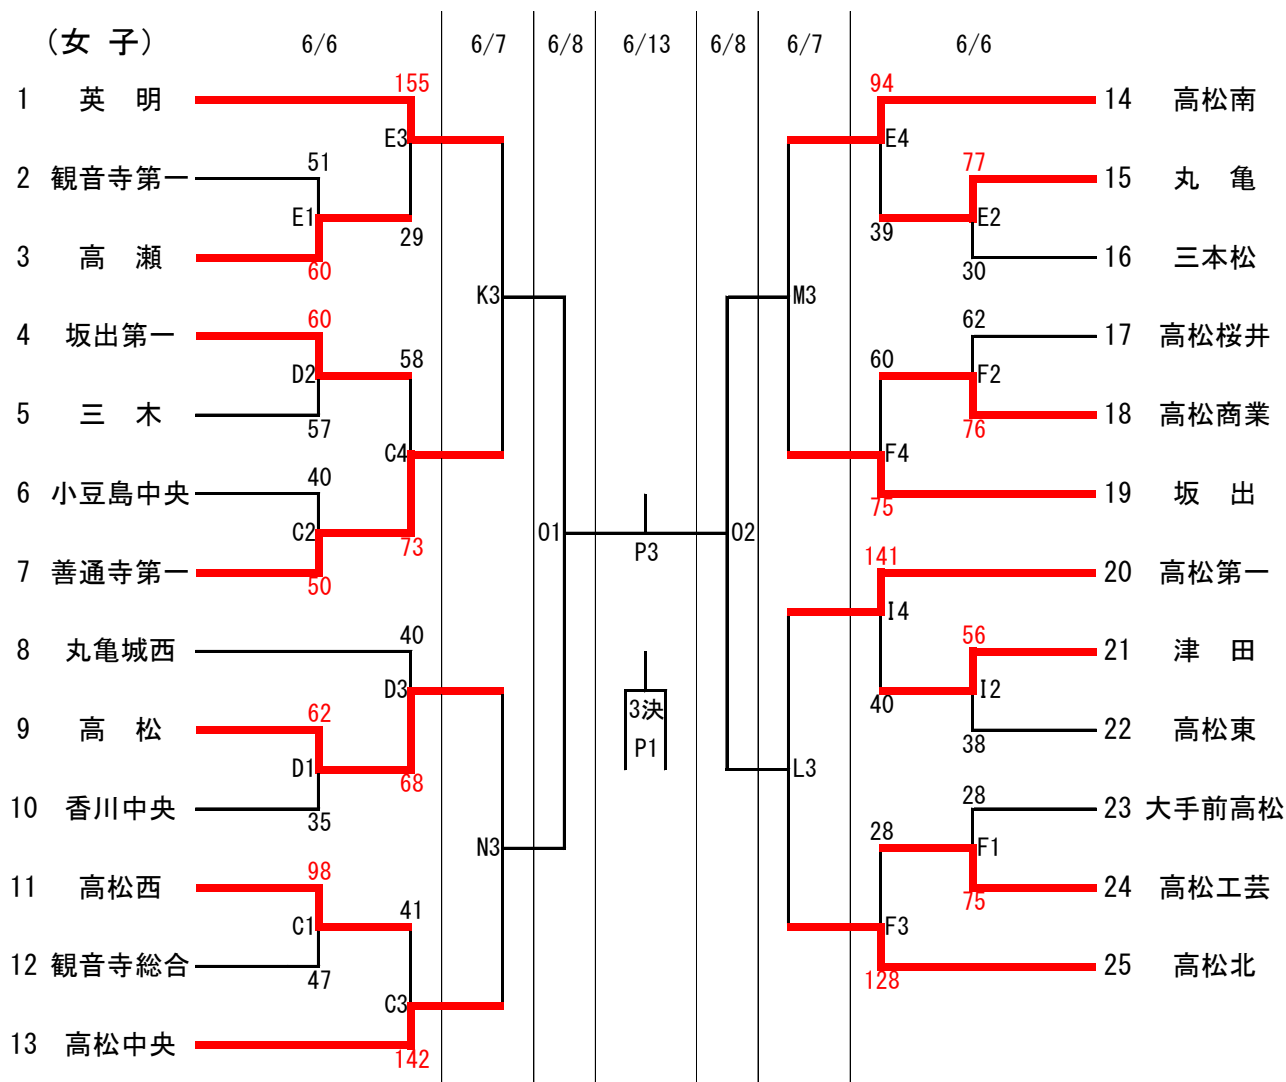 (女 子) 6/6 6/7 6/8 6/13 6/8 6/7 6/6
155 94
1 英 明 14 高松南
E3 E4
51 77
2 観音寺第一 15 丸 亀
E1 E2
29 39
3 高 瀬 16 三本松
60 30
K3 M3
60 62
4 坂出第一 17 高松桜井
58 60
D2 F2
5 三 木 18 高松商業
57 76
C4 F4
40
6 小豆島中央 19 坂 出
75
C2 73 O1 P3 O2
141
7 善通寺第一 20 高松第一
50
I4
40 56
8 丸亀城西 21 津 田
D3 I2
62 3決 40
9 高 松 22 高松東
P1 38
D1 68 L3
28
10 香川中央 23 大手前高松
35 28
N3 F1
98
11 高松西 24 高松工芸
41 75
C1 F3
12 観音寺総合 25 高松北
47 128
C3
13 高松中央
142